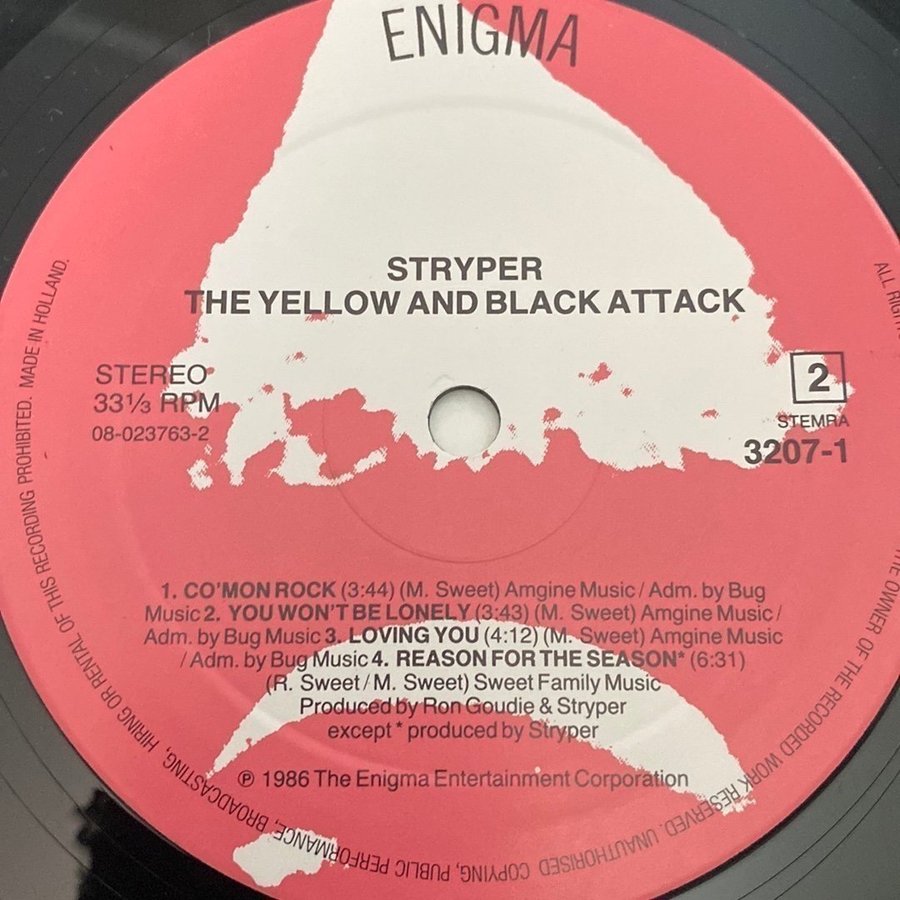 ENIGMA
STRYPER
THE YELLOW AND BLACK ATTACK
STEREO
33⅓ RPM
08-023763-2
2
STEMRA
3207-1
1. CO'MON ROCK (3:44) (M. Sweet) Amgine Music / Adm. by Bug
Music 2. YOU WON'T BE LONELY (3:43) (M. Sweet) Amgine Music /
Adm. by Bug Music 3. LOVING YOU (4:12) (M. Sweet) Amgine Music
/ Adm. by Bug Music 4. REASON FOR THE SEASON* (6:31)
(R. Sweet / M. Sweet) Sweet Family Music
Produced by Ron Goudie & Stryper
except * produced by Stryper
℗ 1986 The Enigma Entertainment Corporation
ALL RIGHT THE OWNER OF THE RECORDED WORK RESERVED. UNAUTHORISED COPYING, PUBLIC PERFORMANCE, BROADCASTING, HIRING OR RENTAL OF THIS RECORDING PROHIBITED. MADE IN HOLLAND.